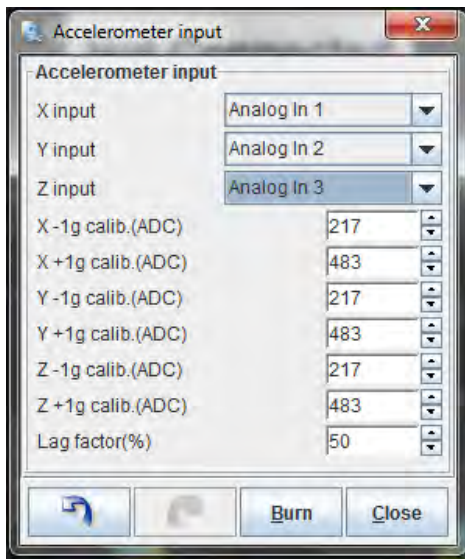 Accelerometer input
Accelerometer input
X input Analog In 1
Y input Analog In 2
Z input Analog In 3
X -1g calib.(ADC) 217
X +1g calib.(ADC) 483
Y -1g calib.(ADC) 217
Y +1g calib.(ADC) 483
Z -1g calib.(ADC) 217
Z +1g calib.(ADC) 483
Lag factor(%) 50
Burn Close